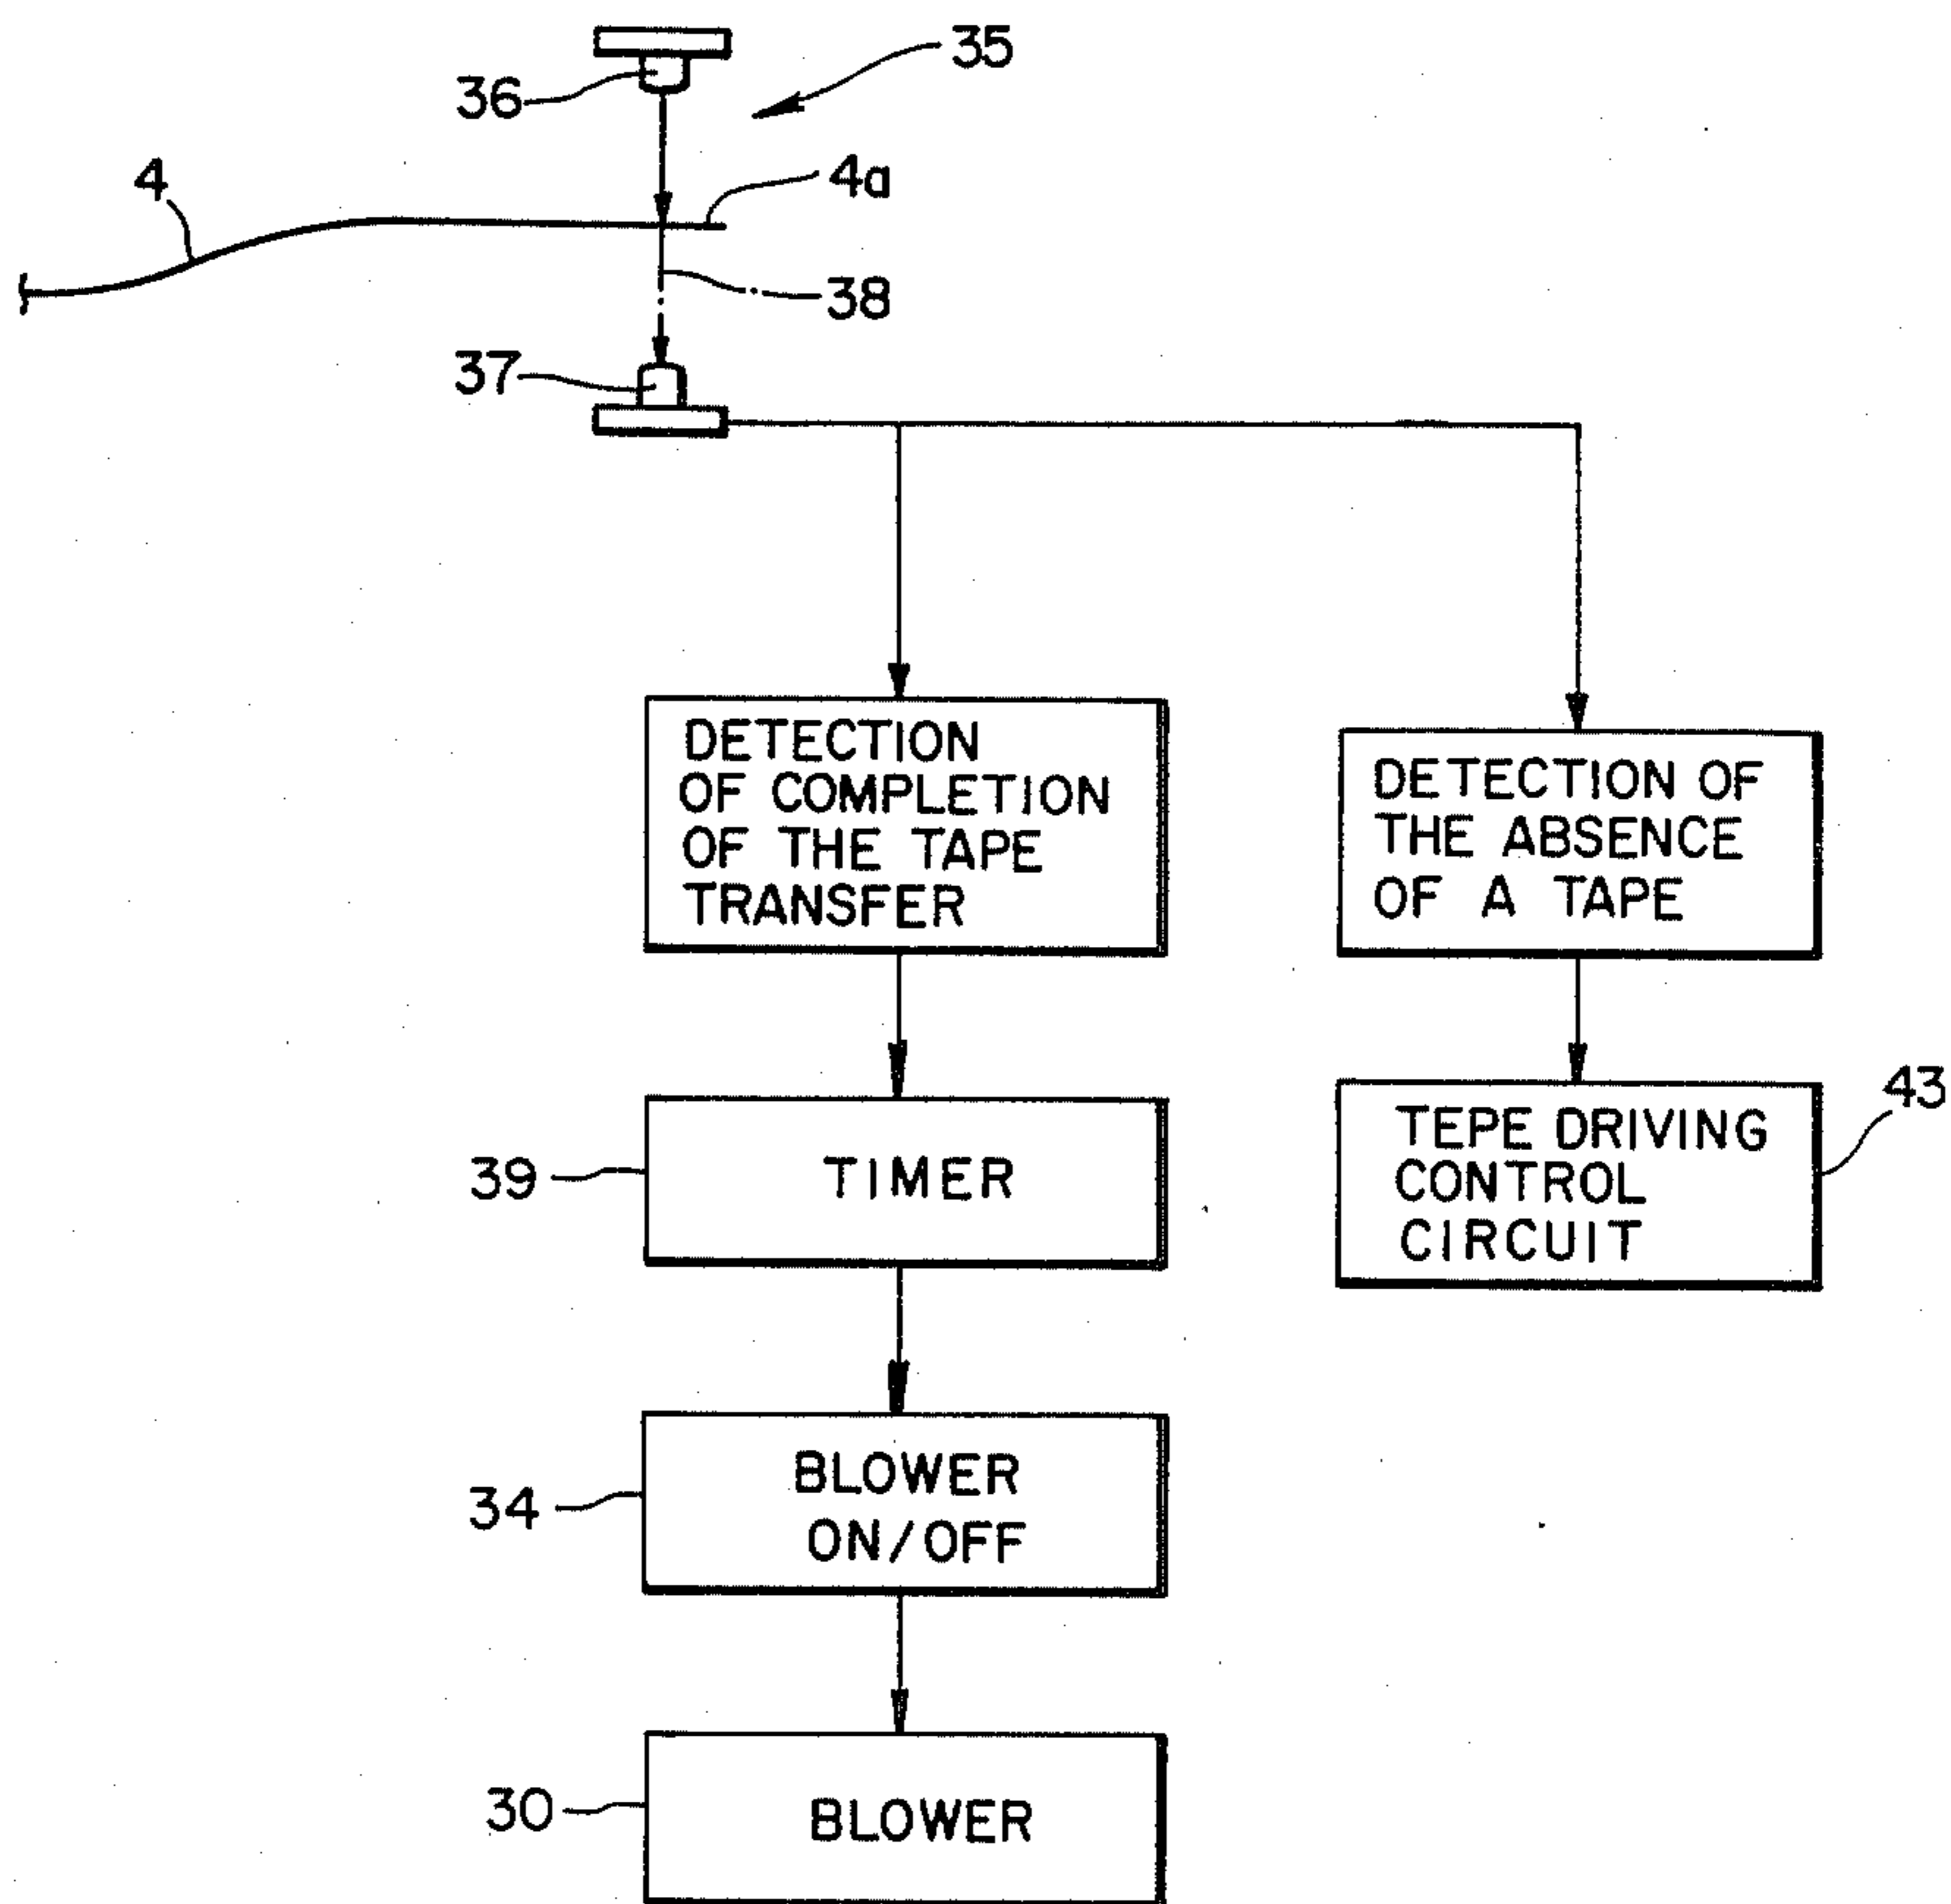 35
36
4
4a
38
37
DETECTION
OF COMPLETION
OF THE TAPE
TRANSFER
DETECTION OF
THE ABSENCE
OF A TAPE
43
TEPE DRIVING
CONTROL
CIRCUIT
39
TIMER
34
BLOWER
ON/OFF
30
BLOWER